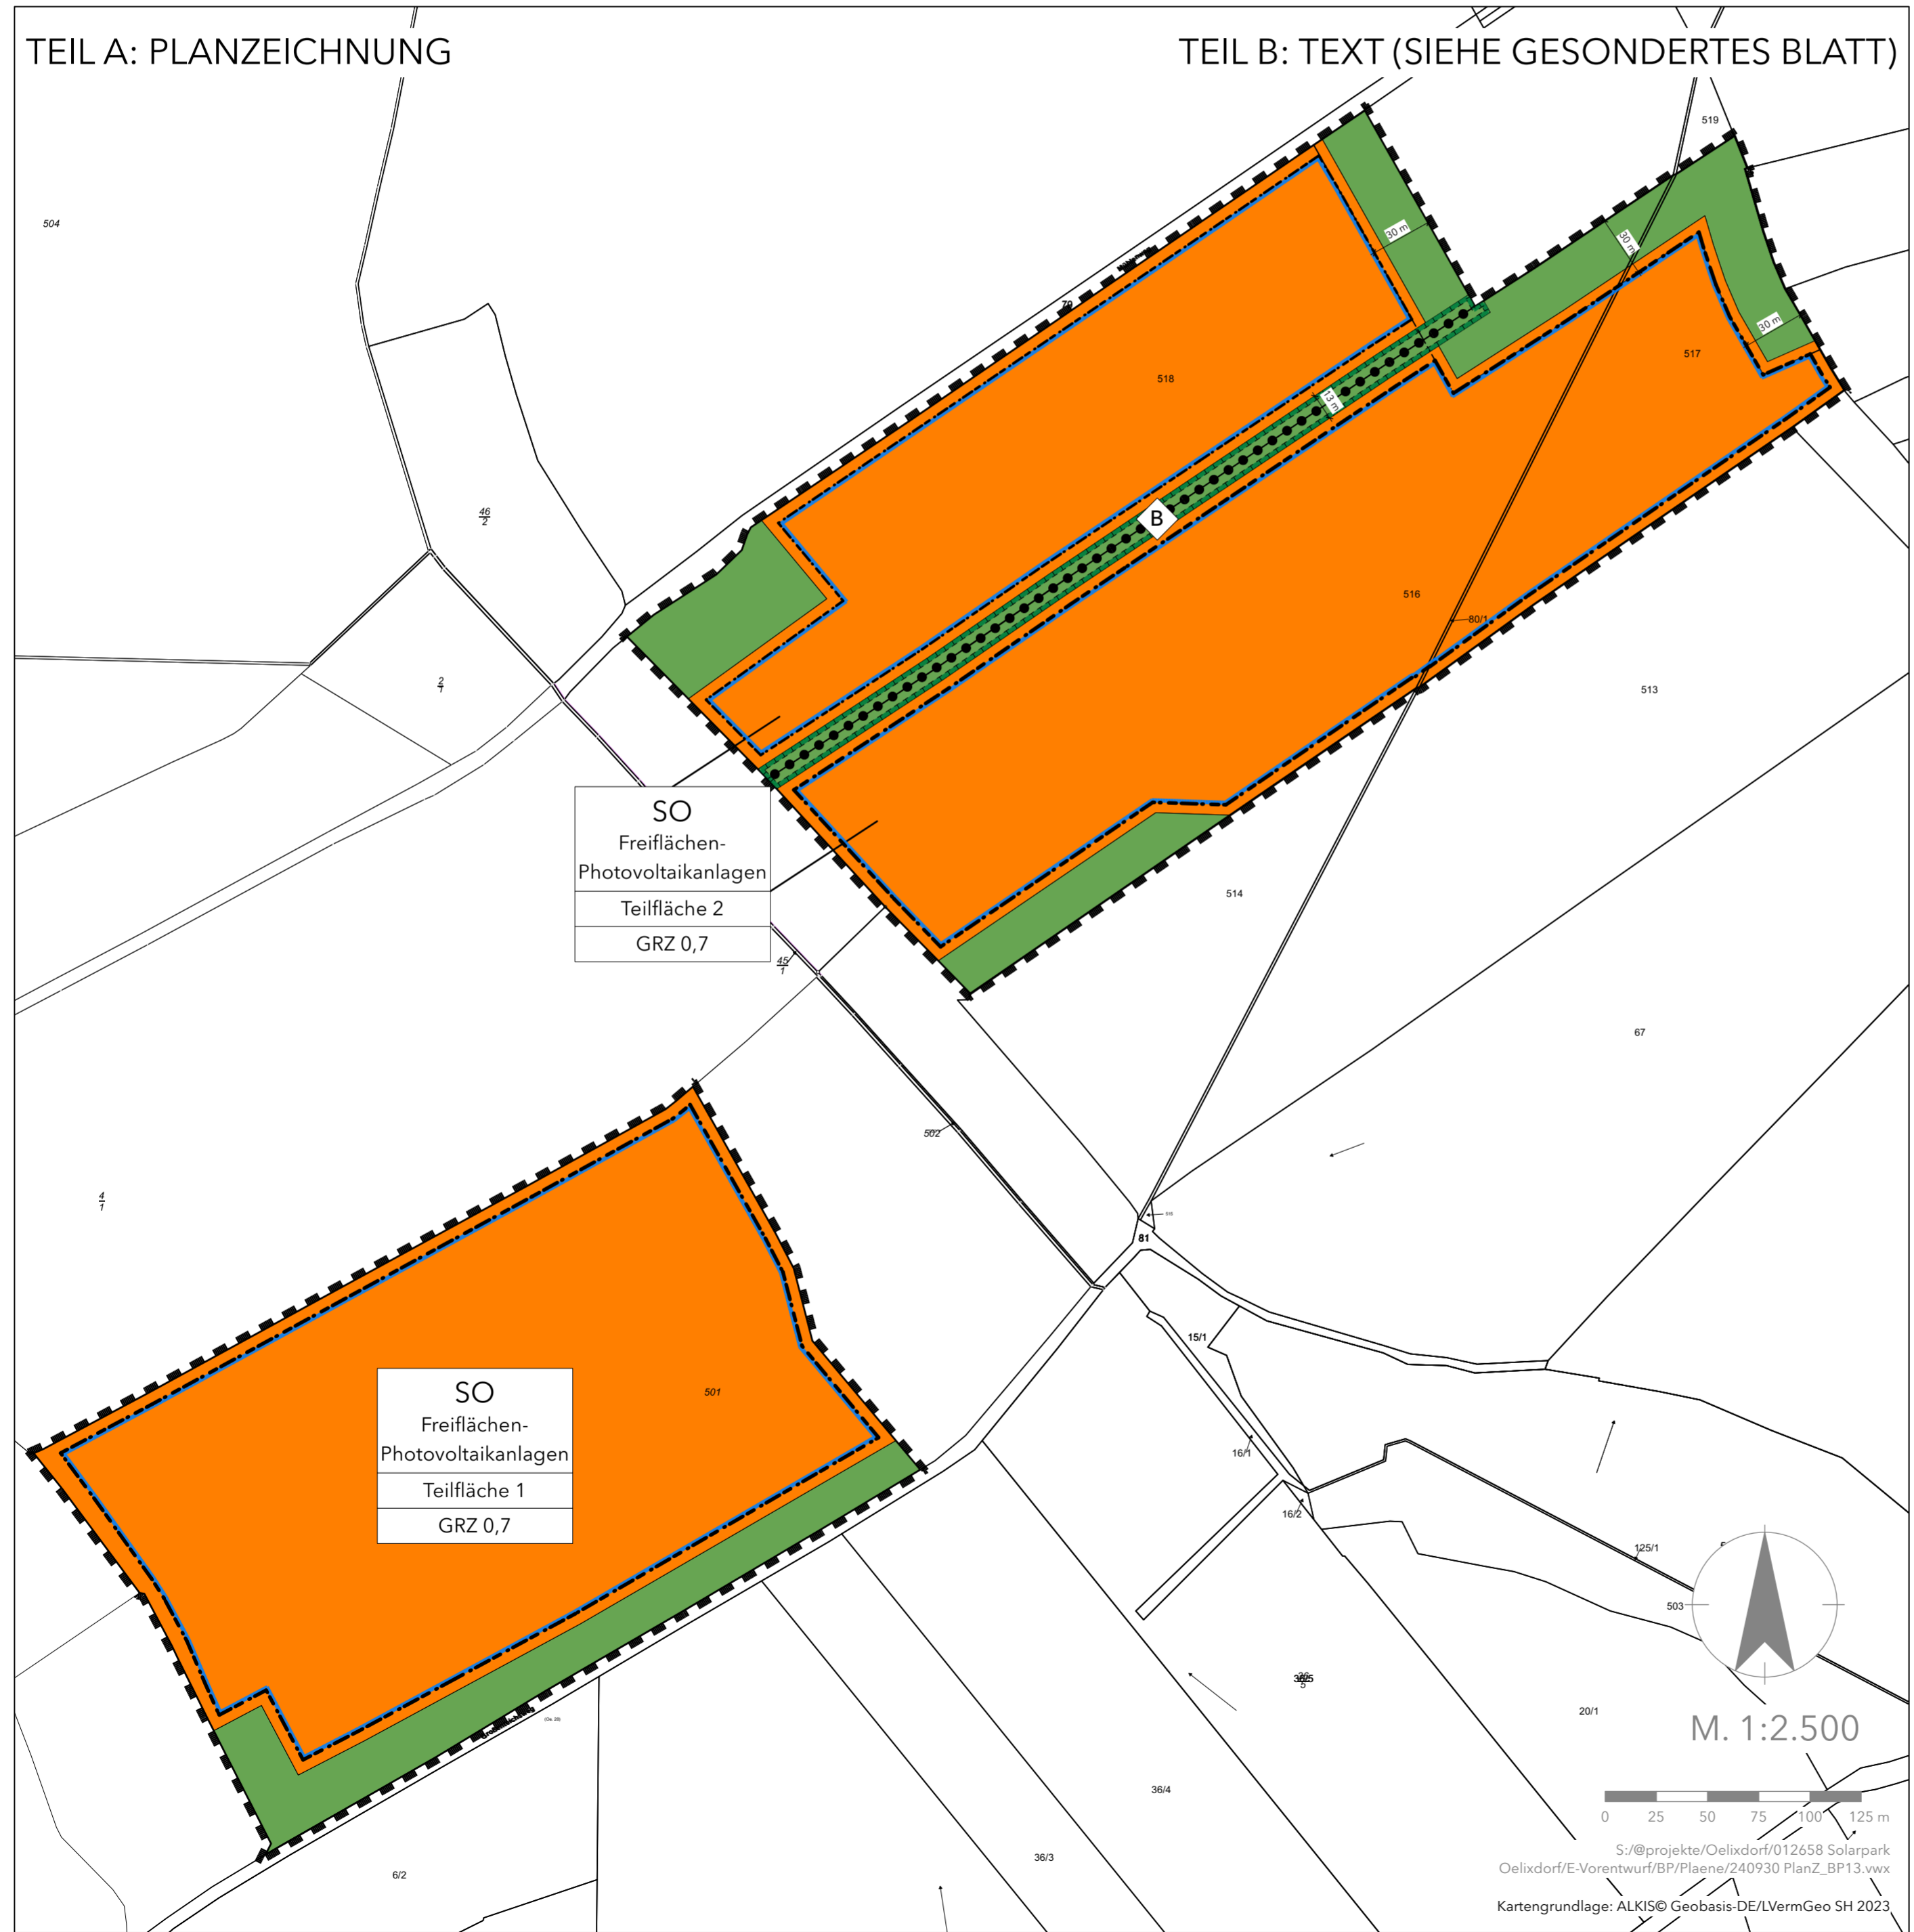 TEIL A: PLANZEICHNUNG
TEIL B: TEXT (SIEHE GESONDERTES BLATT)
519
504
30 m
30 m
79
30 m
517
518
13 m
46
2
B
516
80/1
2
1
513
SO
Freiflächen-
Photovoltaikanlagen
Teilfläche 2
GRZ 0,7
514
45
1
67
502
4
1
81
15/1
501
SO
Freiflächen-
Photovoltaikanlagen
Teilfläche 1
GRZ 0,7
16/1
16/2
125/1
503
20/1
M. 1:2.500
36/4
0 25 50 75 100 125 m
36/3
6/2
S:/@projekte/Oelixdorf/012658 Solarpark
Oelixdorf/E-Vorentwurf/BP/Plaene/240930 PlanZ_BP13.vwx
Kartengrundlage: ALKIS© Geobasis-DE/LVermGeo SH 2023